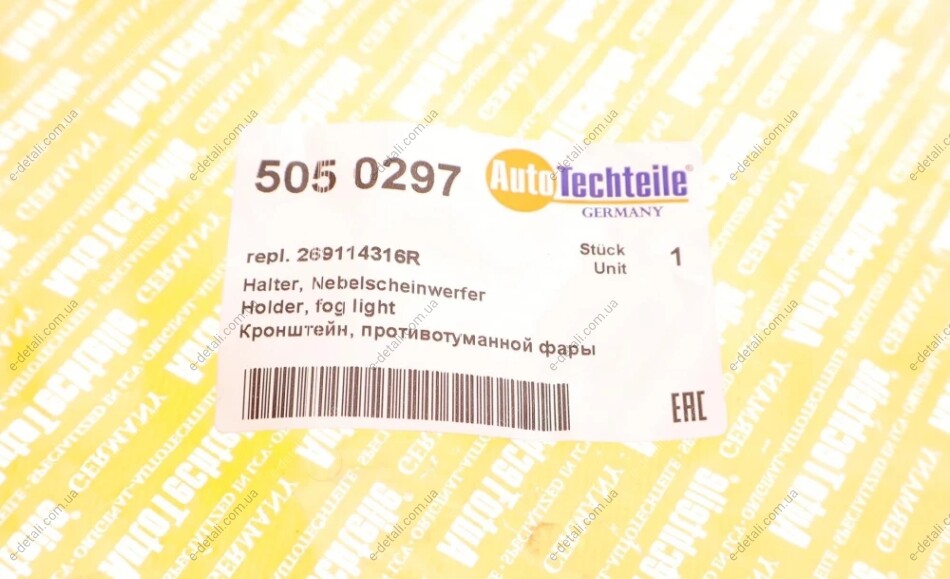 505 0297
AutoTechteile®
GERMANY
repl. 269114316R
Stück 1
Unit
Halter, Nebelscheinwerfer
Holder, fog light
Кронштейн, противотуманной фары
EAC
e-detali.com.ua